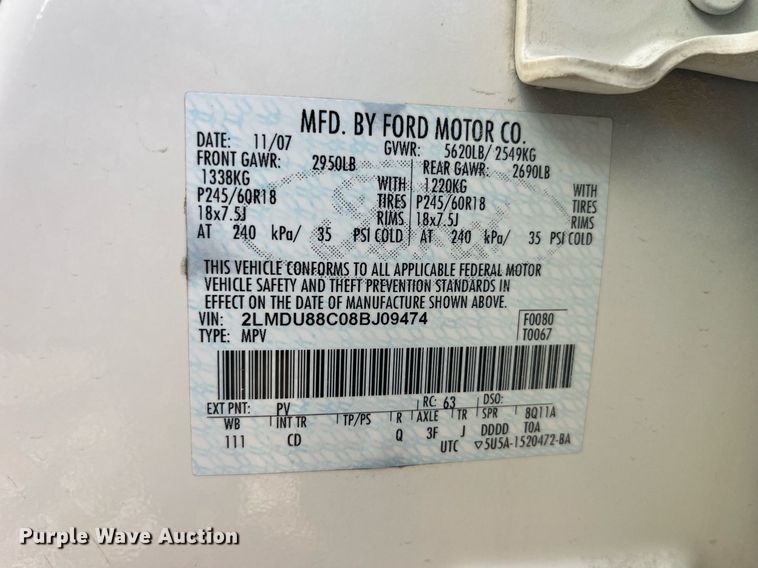 MFD. BY FORD MOTOR CO.
DATE: 11/07 GVWR: 5620LB/ 2549KG
FRONT GAWR: 2950LB REAR GAWR: 2690LB
1338KG WITH 1220KG WITH
P245/60R18 TIRES P245/60R18 TIRES
18x7.5J RIMS 18x7.5J RIMS
AT 240 kPa/ 35 PSI COLD AT 240 kPa/ 35 PSI COLD
THIS VEHICLE CONFORMS TO ALL APPLICABLE FEDERAL MOTOR
VEHICLE SAFETY AND THEFT PREVENTION STANDARDS IN
EFFECT ON THE DATE OF MANUFACTURE SHOWN ABOVE.
VIN: 2LMDU88C08BJ09474 F0080
TYPE: MPV T0067
EXT PNT: PV RC: 63 DSO:
WB INT TR TP/PS R AXLE TR SPR 8Q11A
111 CD Q 3F J DDDD TOA
UTC ▽5U5A-1520472-BA
Purple Wave Auction